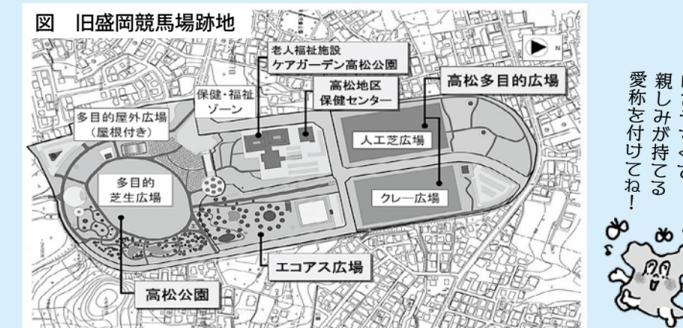 図 旧盛岡競馬場跡地
老人福祉施設
ケアガーデン高松公園
高松地区
保健センター
高松多目的広場
保健・福祉
ゾーン
多目的屋外広場
(屋根付き)
人工芝広場
多目的
芝生広場
クレー広場
エコアス広場
高松公園
N
親しみが持てる
愛称を付けてね!